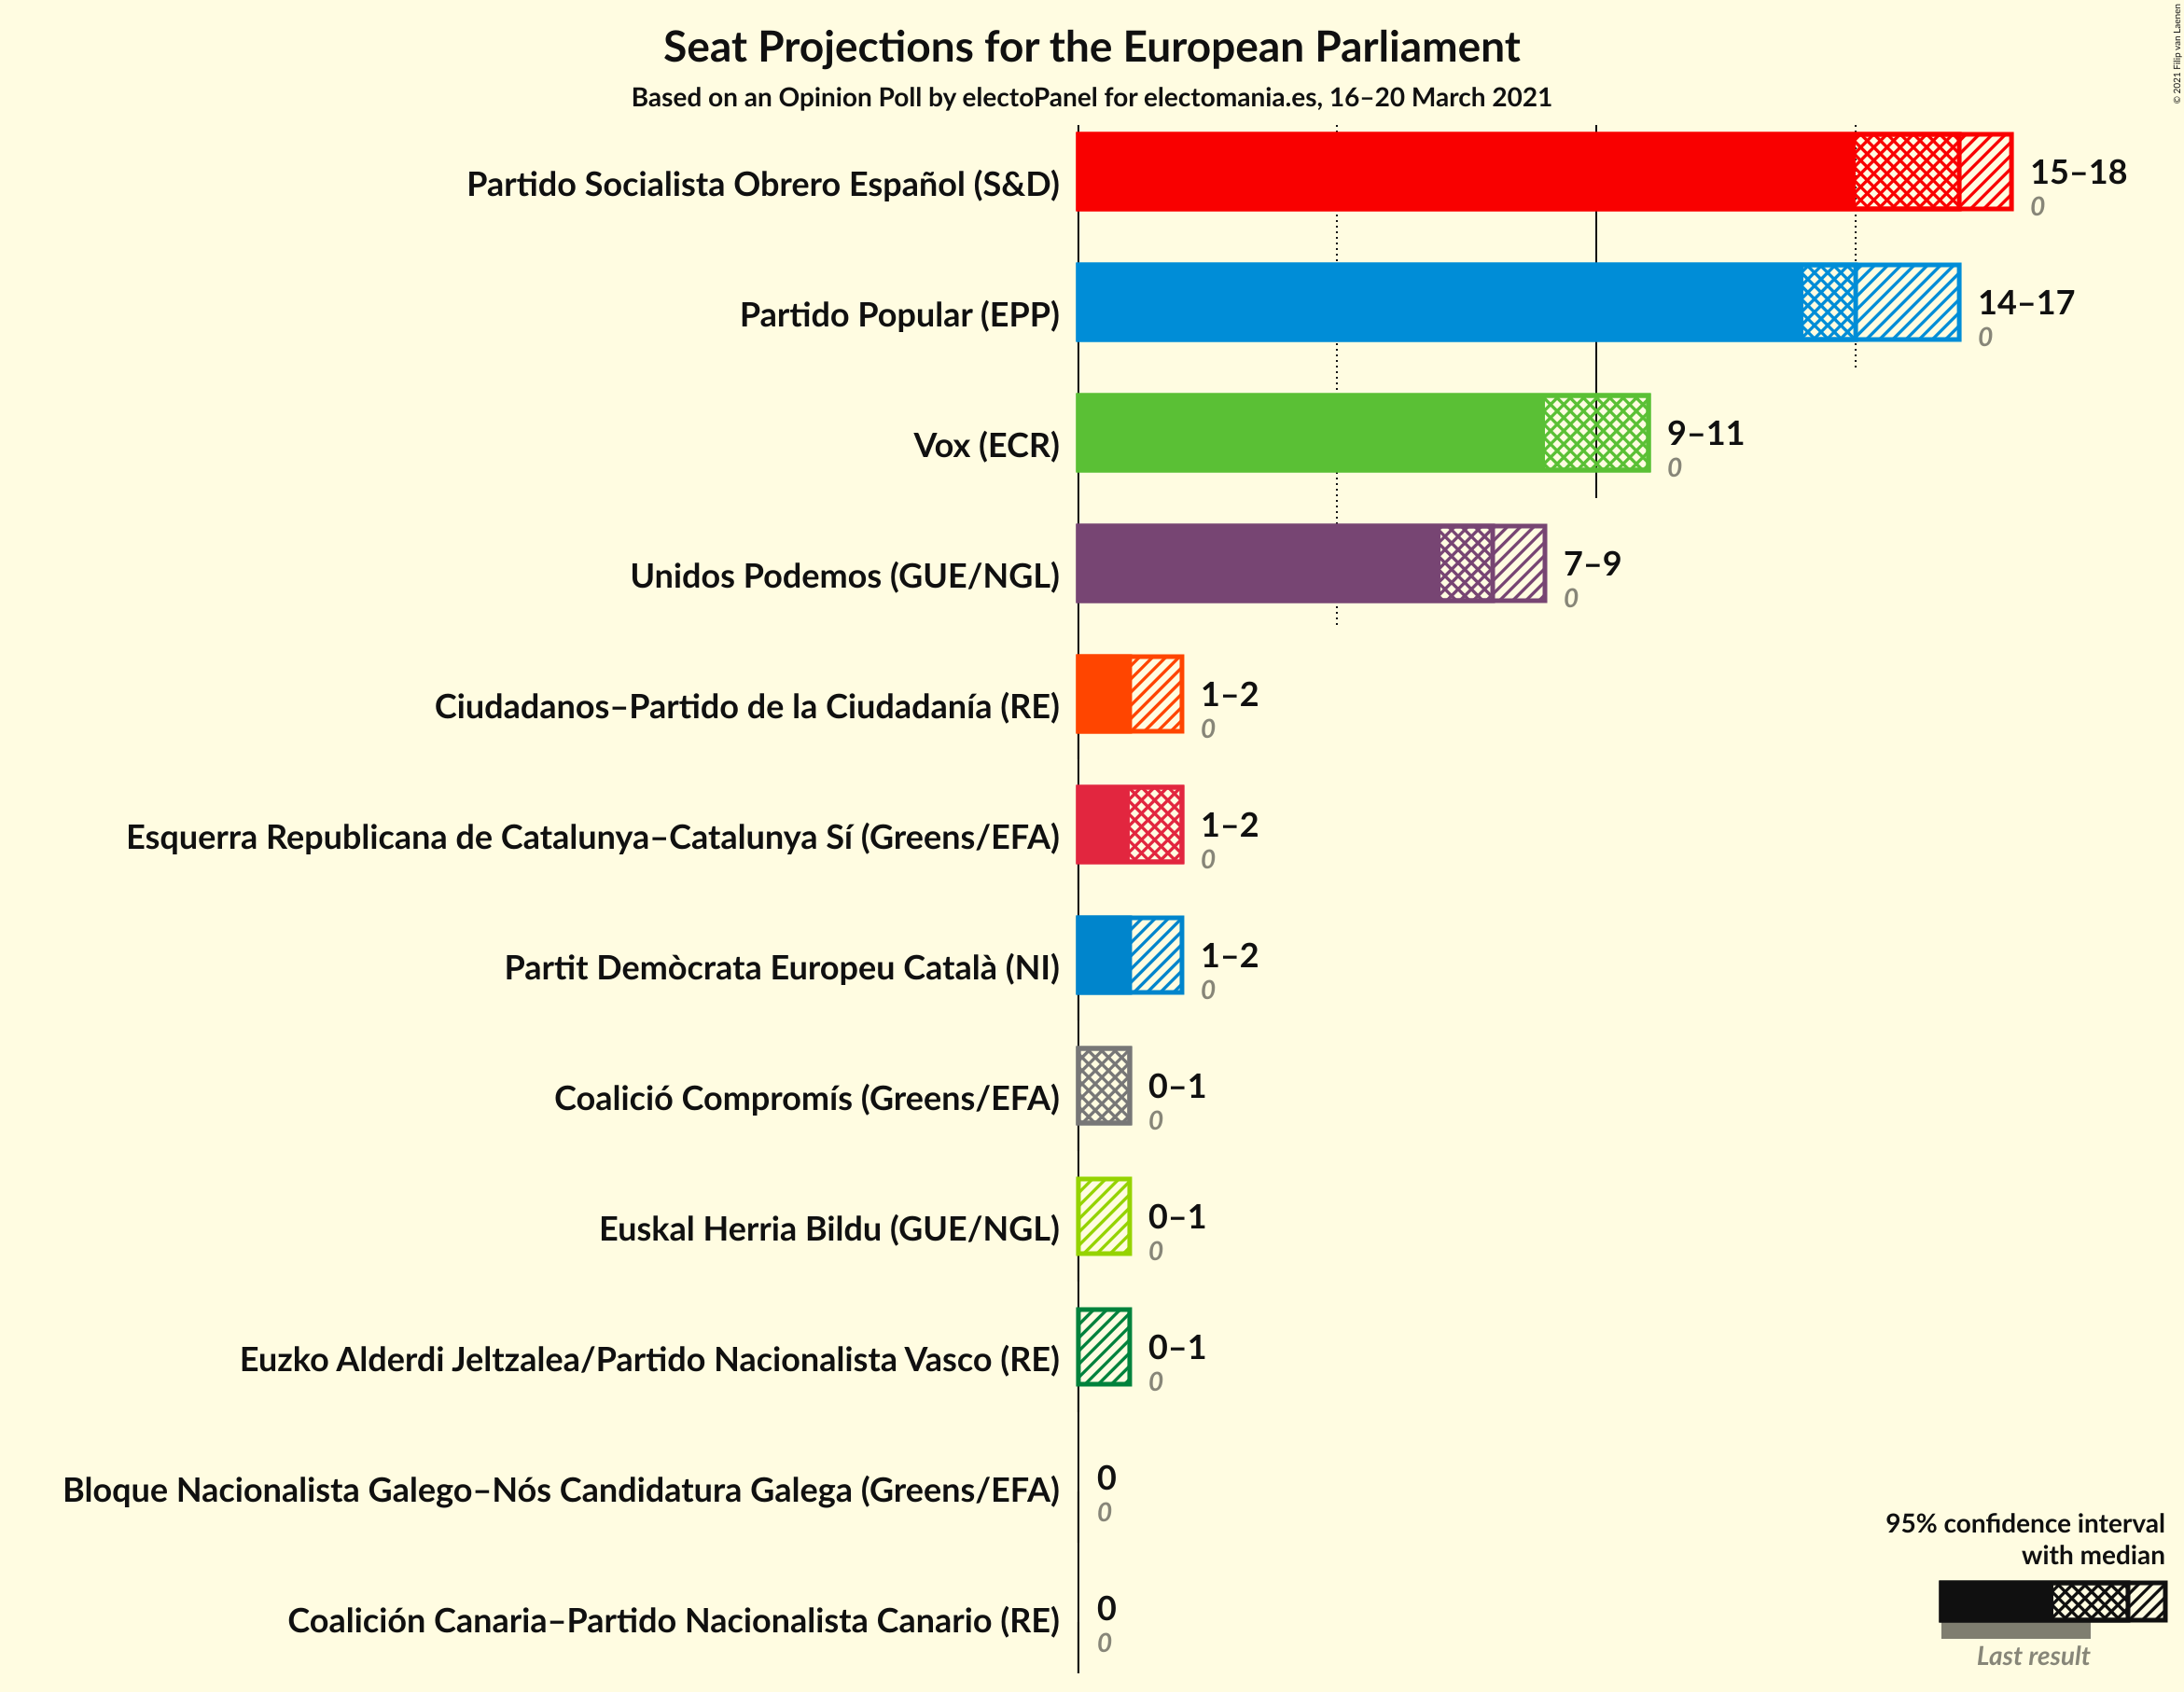 Seat Projections for the European Parliament
Based on an Opinion Poll by electoPanel for electomania.es, 16–20 March 2021
© 2021 Filip van Laenen
Partido Socialista Obrero Español (S&D)
15–18
0
Partido Popular (EPP)
14–17
0
Vox (ECR)
9–11
0
Unidos Podemos (GUE/NGL)
7–9
0
Ciudadanos–Partido de la Ciudadanía (RE)
1–2
0
Esquerra Republicana de Catalunya–Catalunya Sí (Greens/EFA)
1–2
0
Partit Demòcrata Europeu Català (NI)
1–2
0
Coalició Compromís (Greens/EFA)
0–1
0
Euskal Herria Bildu (GUE/NGL)
0–1
0
Euzko Alderdi Jeltzalea/Partido Nacionalista Vasco (RE)
0–1
0
Bloque Nacionalista Galego–Nós Candidatura Galega (Greens/EFA)
0
0
Coalición Canaria–Partido Nacionalista Canario (RE)
0
0
95% confidence interval
with median
Last result